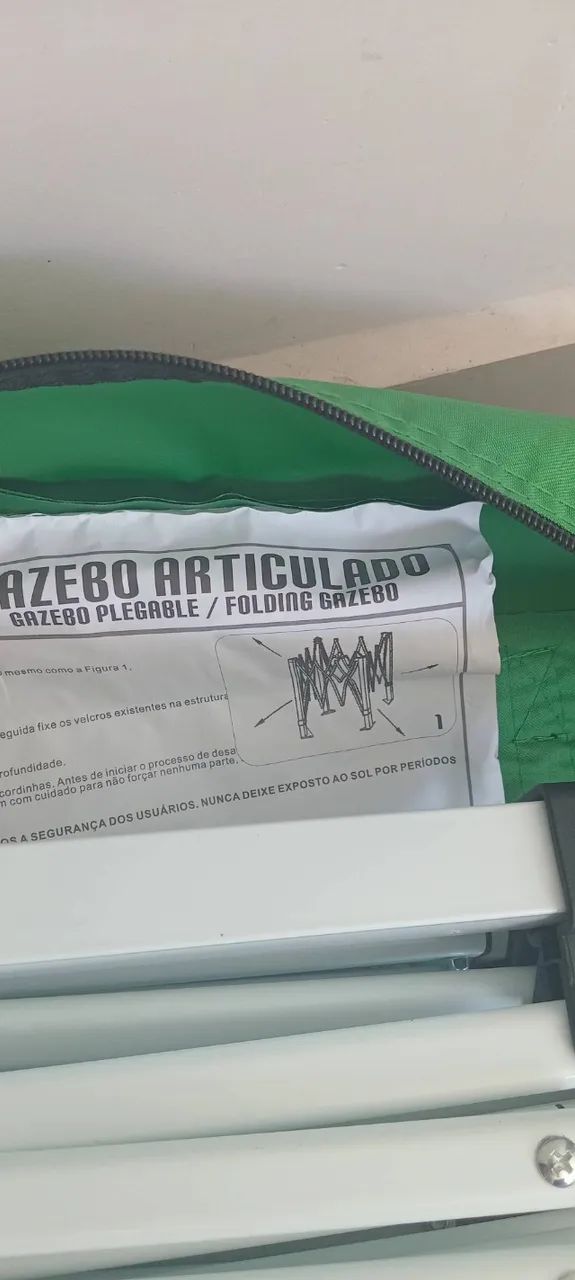 GAZEBO ARTICULADO
GAZEBO PLEGABLE / FOLDING GAZEBO
mesmo como a Figura 1.
eguida fixe os velcros existentes na estrutura
1
rofundidade.
cordinhas. Antes de iniciar o processo de desa
m com cuidado para não forçar nenhuma parte.
OS A SEGURANÇA DOS USUÁRIOS. NUNCA DEIXE EXPOSTO AO SOL POR PERÍODOS